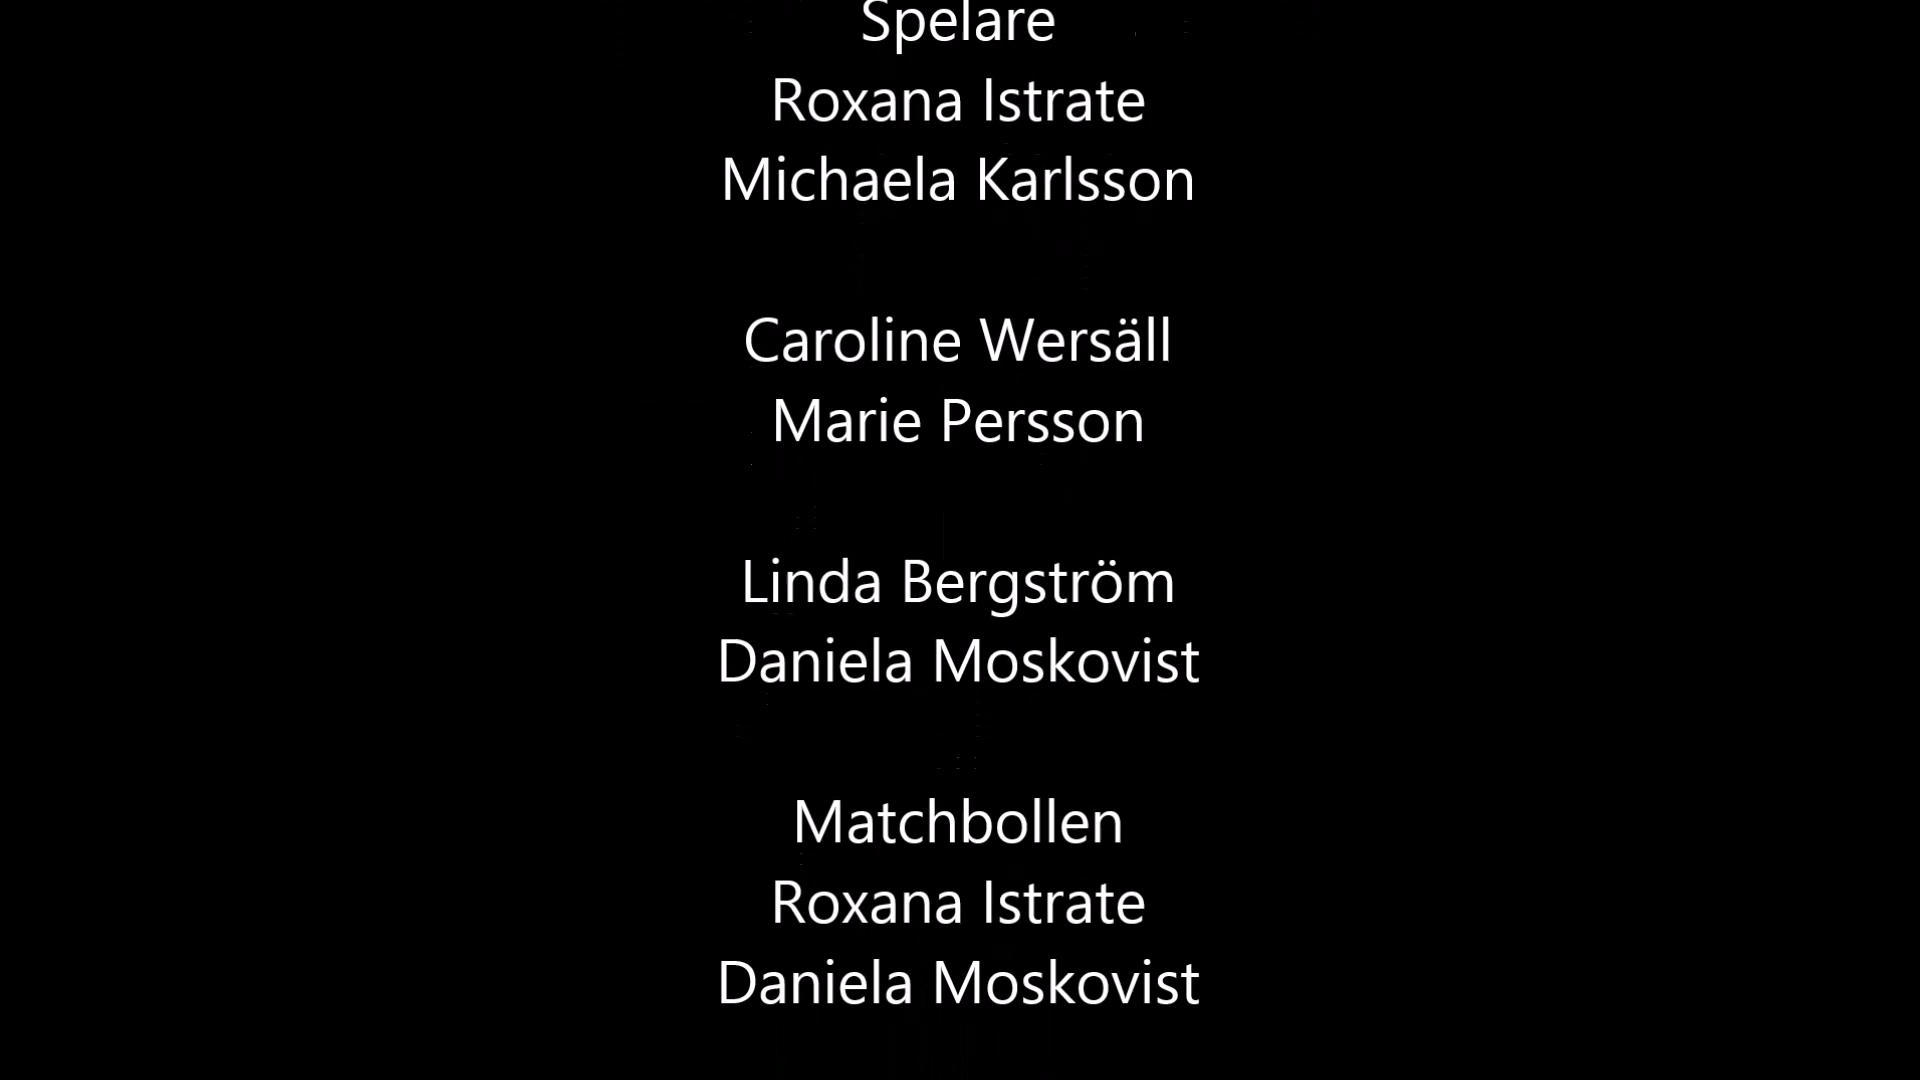 Spelare
Roxana Istrate
Michaela Karlsson
Caroline Wersäll
Marie Persson
Linda Bergström
Daniela Moskovist
Matchbollen
Roxana Istrate
Daniela Moskovist